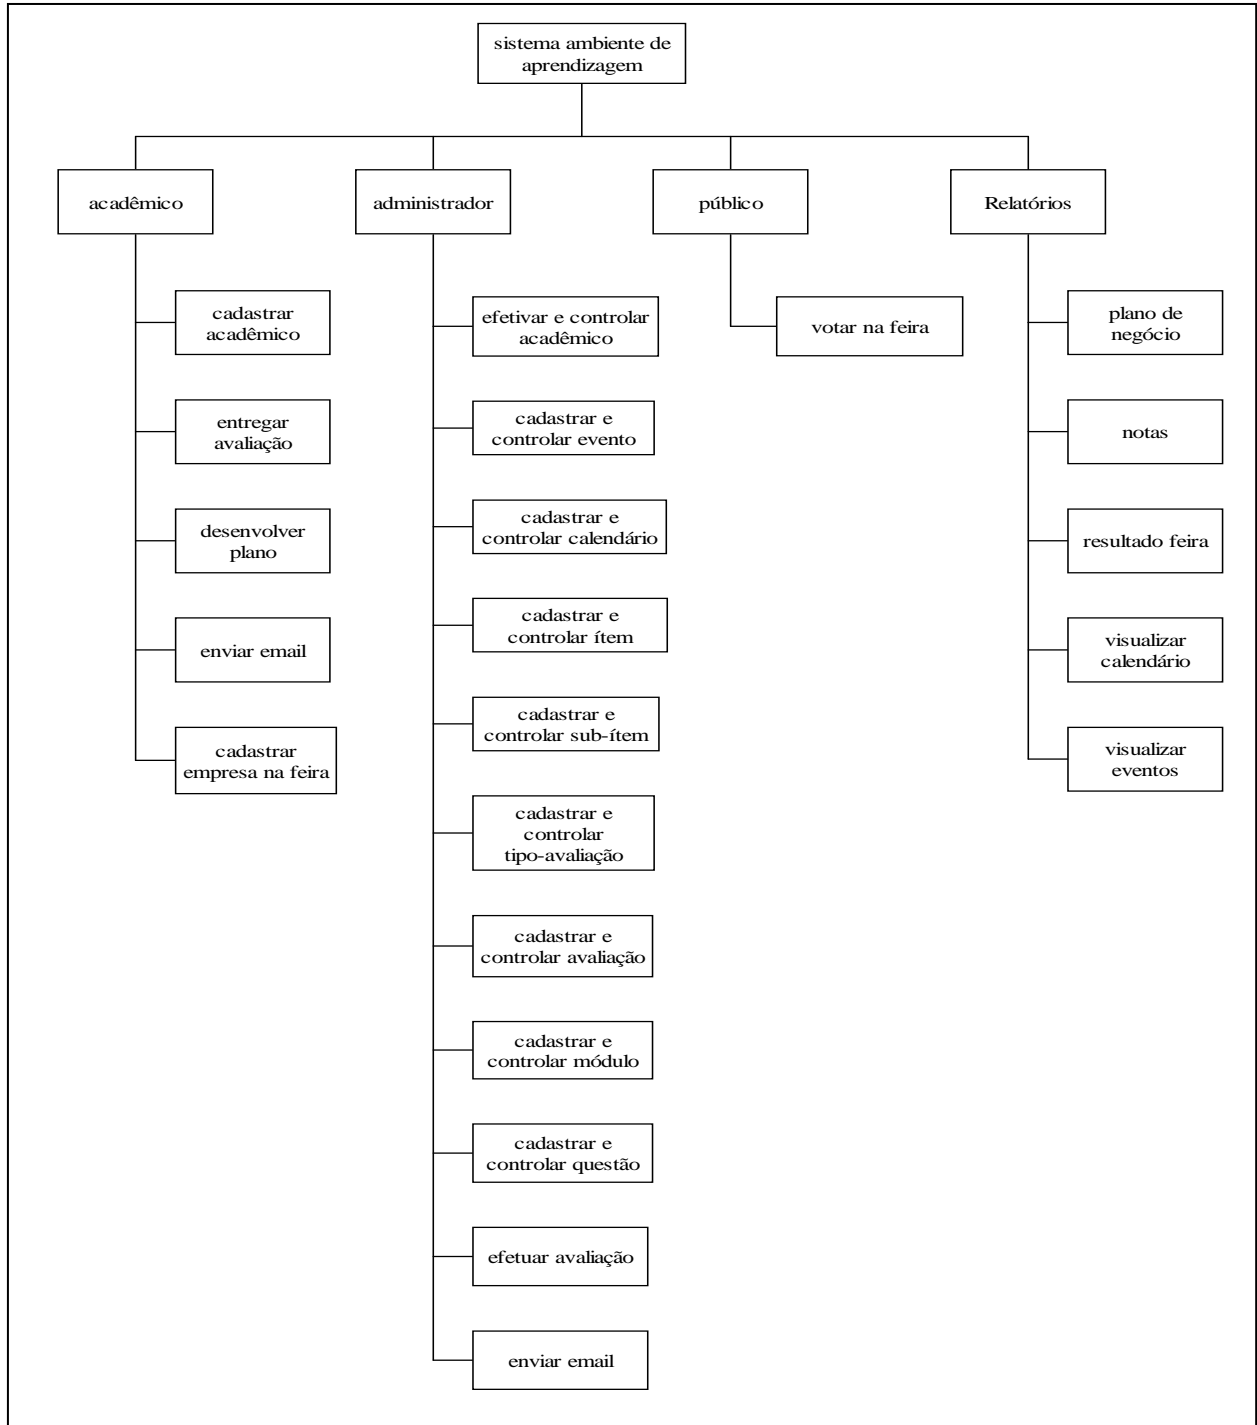 sistema ambiente de
aprendizagem
acadêmico
administrador
público
Relatórios
cadastrar
acadêmico
entregar
avaliação
desenvolver
plano
enviar email
cadastrar
empresa na feira
efetivar e controlar
acadêmico
cadastrar e
controlar evento
cadastrar e
controlar calendário
cadastrar e
controlar ítem
cadastrar e
controlar sub-ítem
cadastrar e
controlar
tipo-avaliação
cadastrar e
controlar avaliação
cadastrar e
controlar módulo
cadastrar e
controlar questão
efetuar avaliação
enviar email
votar na feira
plano de
negócio
notas
resultado feira
visualizar
calendário
visualizar
eventos